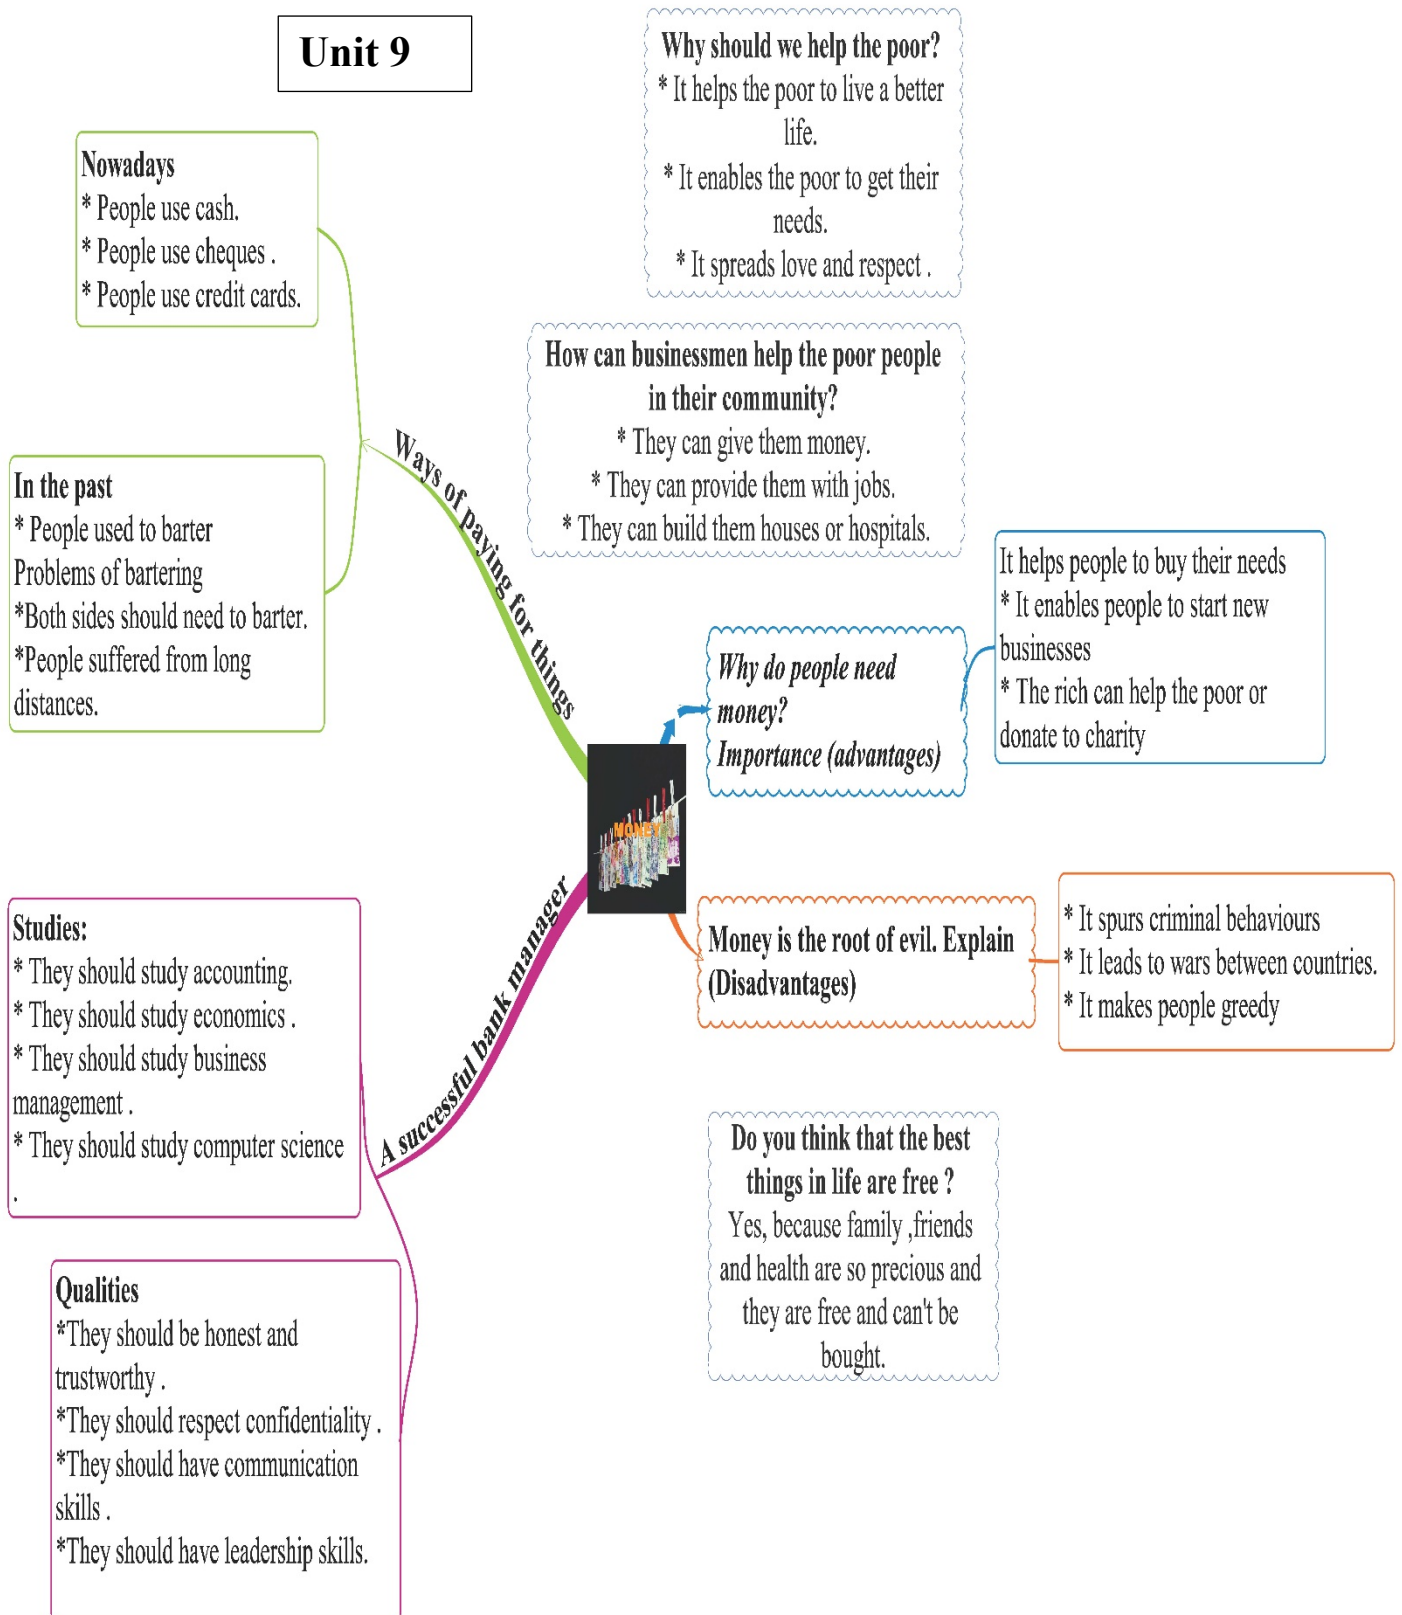 Unit 9
Why should we help the poor?
* It helps the poor to live a better
life.
* It enables the poor to get their
needs.
* It spreads love and respect .
Nowadays
* People use cash.
* People use cheques .
* People use credit cards.
How can businessmen help the poor people
in their community?
* They can give them money.
* They can provide them with jobs.
* They can build them houses or hospitals.
Ways of paying for things
In the past
* People used to barter
Problems of bartering
*Both sides should need to barter.
*People suffered from long
distances.
It helps people to buy their needs
* It enables people to start new
businesses
* The rich can help the poor or
donate to charity
Why do people need
money?
Importance (advantages)
MONEY
A successful bank manager
Studies:
* They should study accounting.
* They should study economics .
* They should study business
management .
* They should study computer science
.
Money is the root of evil. Explain
(Disadvantages)
* It spurs criminal behaviours
* It leads to wars between countries.
* It makes people greedy
Do you think that the best
things in life are free ?
Yes, because family ,friends
and health are so precious and
they are free and can't be
bought.
Qualities
*They should be honest and
trustworthy .
*They should respect confidentiality .
*They should have communication
skills .
*They should have leadership skills.